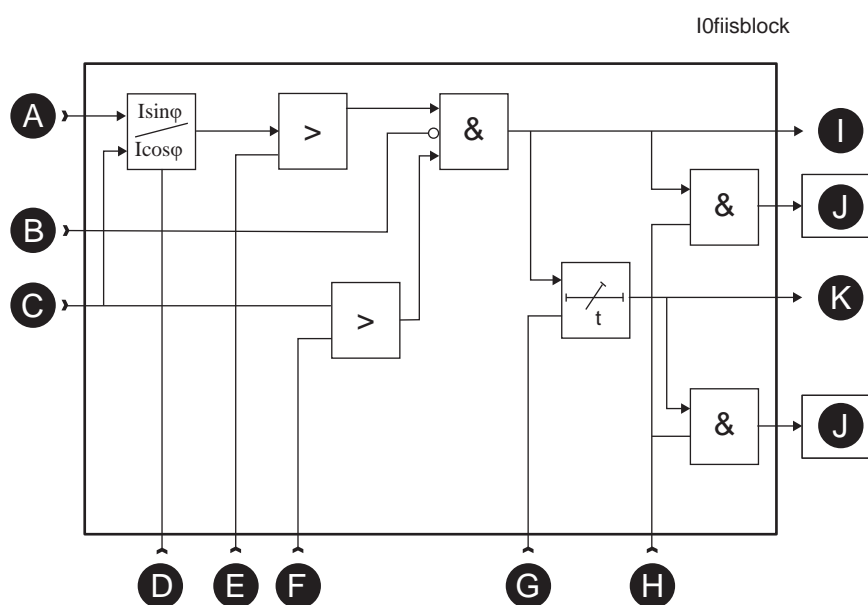 I0fiisblock
A
Isinφ
Icosφ
>
&
I
B
&
J
C
>
t
K
&
J
D
E
F
G
H